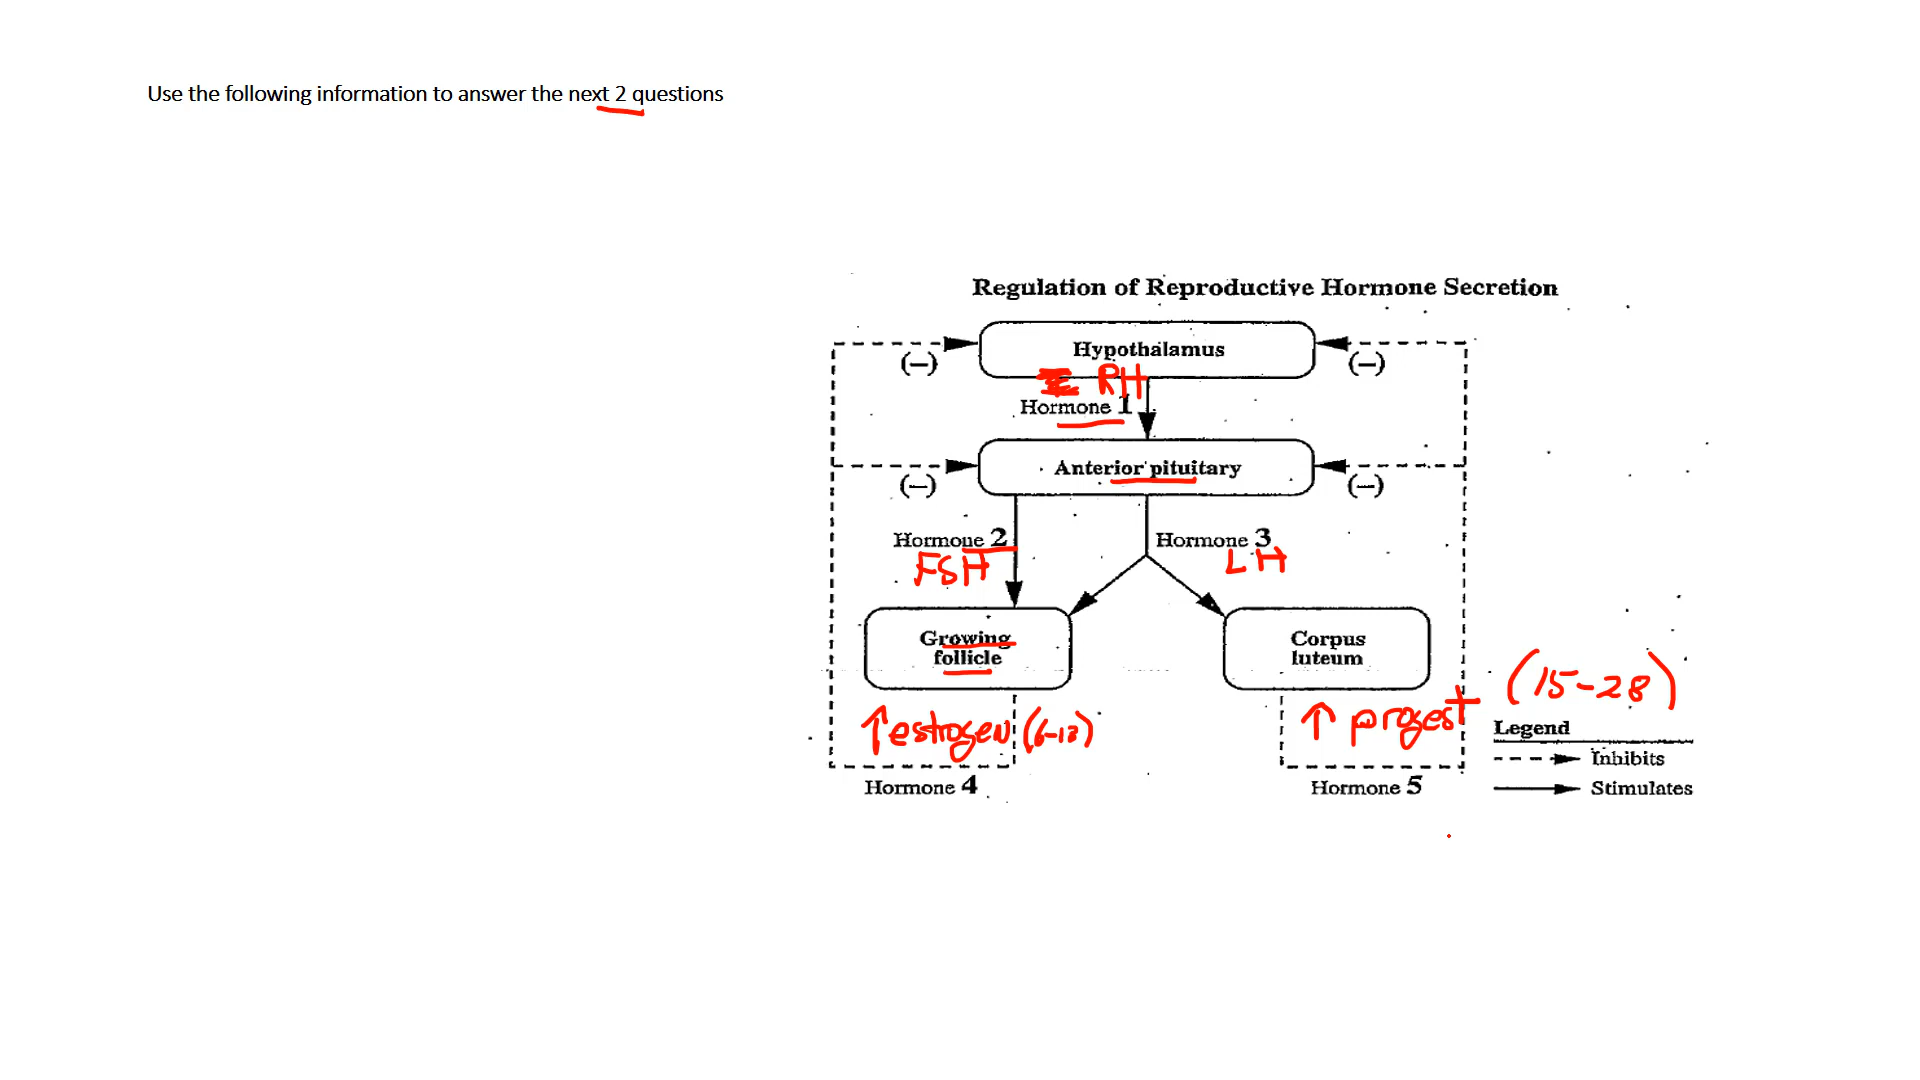 Use the following information to answer the next 2 questions
Regulation of Reproductive Hormone Secretion
Hypothalamus
(−) (−)
RH
Hormone 1
Anterior pituitary
(−) (−)
Hormone 2 Hormone 3
FSH LH
Growing
follicle
Corpus
luteum
↑estrogen (6-13) ↑ progest (15-28)
Hormone 4 Hormone 5
Legend
Inhibits
Stimulates